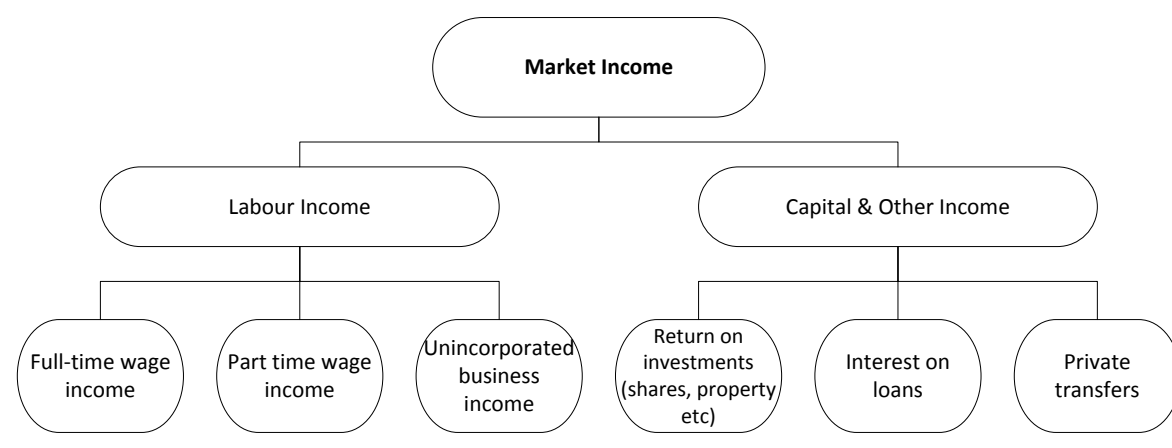 Market Income
Labour Income
Capital & Other Income
Full-time wage
income
Part time wage
income
Unincorporated
business
income
Return on
investments
(shares, property
etc)
Interest on
loans
Private
transfers